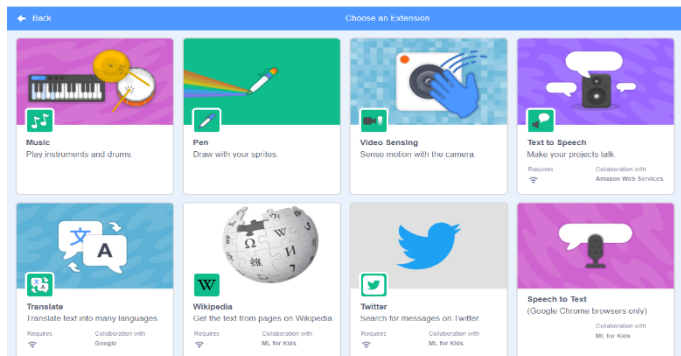 Back
Choose an Extension
Music
Play instruments and drums.
Pen
Draw with your sprites.
Video Sensing
Sense motion with the camera.
Text to Speech
Make your projects talk.
Requires
Collaboration with
Amazon Web Services
文
A
Translate
Translate text into many languages.
Requires
Collaboration with
Google
Ω
W
И
維
7
W
Wikipedia
Get the text from pages on Wikipedia
Requires
Collaboration with
ML for Kids
Twitter
Search for messages on Twitter.
Requires
Collaboration with
ML for Kids
Speech to Text
(Google Chrome browsers only)
Collaboration with
ML for Kids